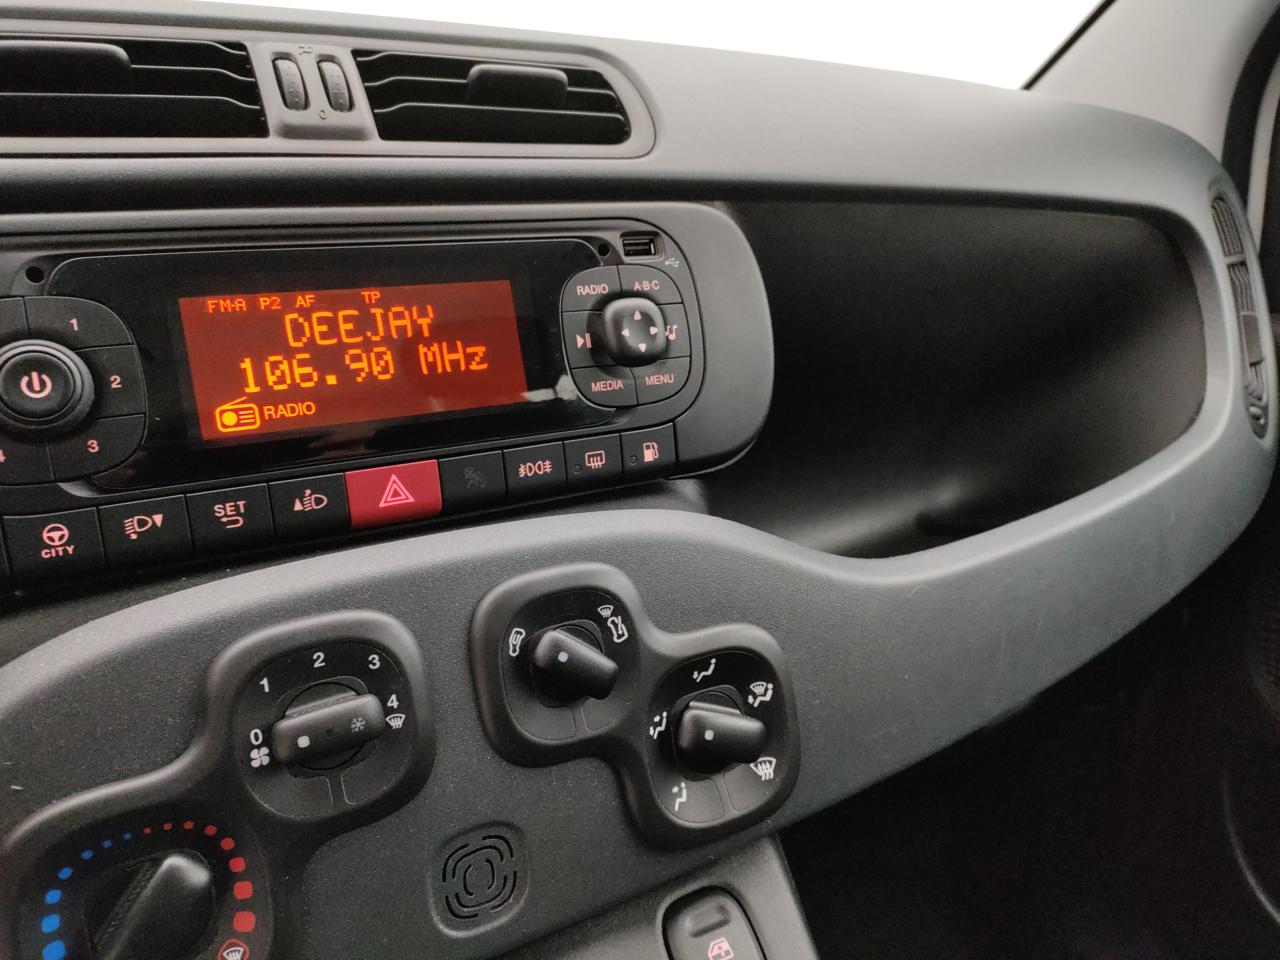 FM-A P2 AF TP
DEEJAY
106.90 MHz
RADIO
1
2
3
4
RADIO
A·B·C
MEDIA
MENU
CITY
SET
0
1
2
3
4